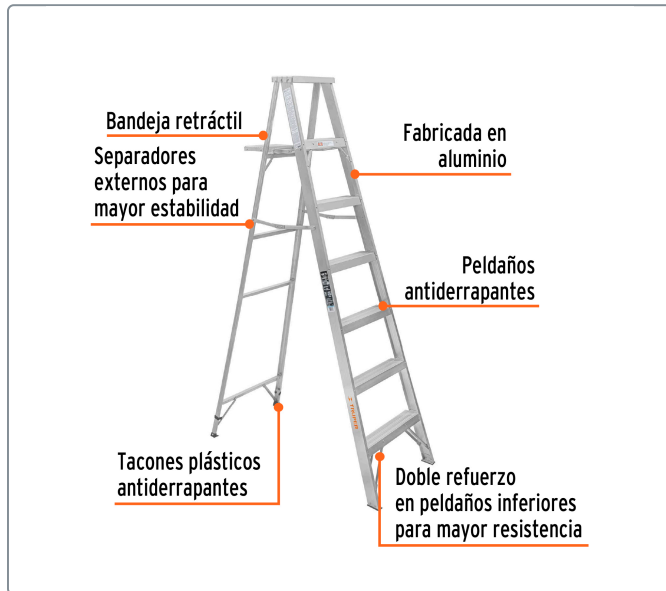 Bandeja retráctil
Separadores
externos para
mayor estabilidad
Fabricada en
aluminio
Peldaños
antiderrapantes
Tacones plásticos
antiderrapantes
Doble refuerzo
en peldaños inferiores
para mayor resistencia
TRUPER